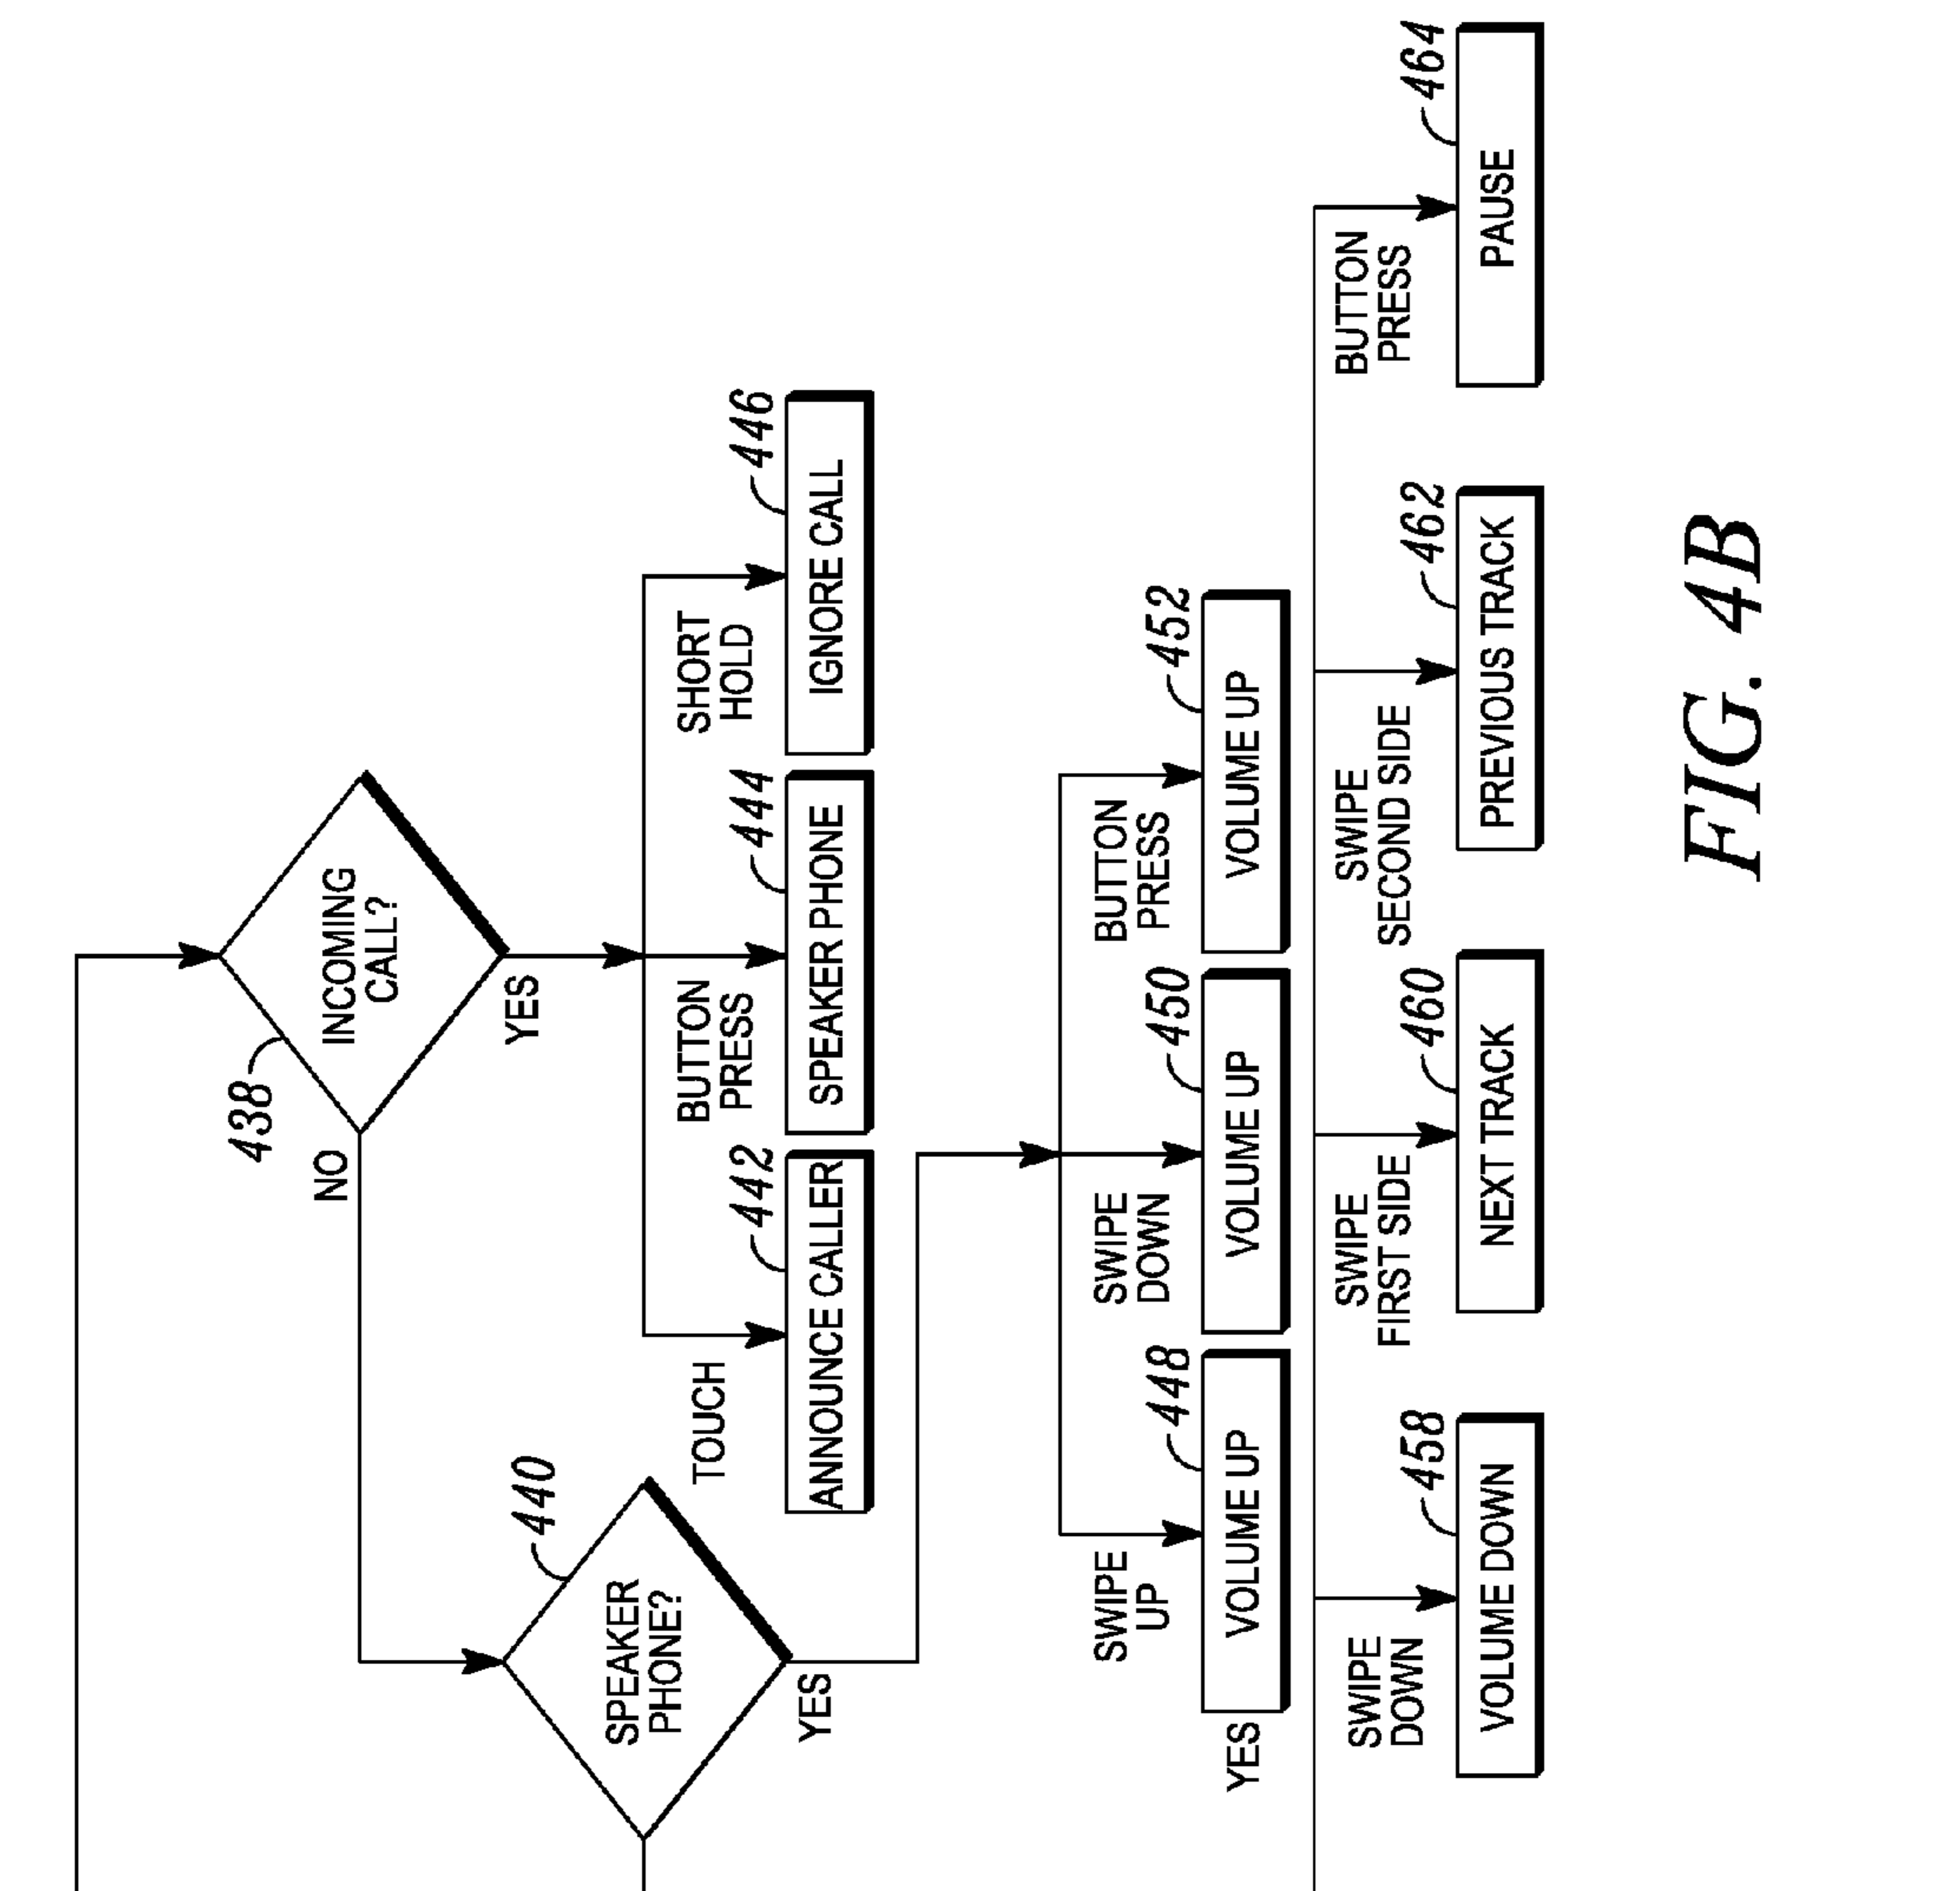 438
INCOMING
CALL?
NO
YES
440
SPEAKER
PHONE?
YES
TOUCH
442
ANNOUNCE CALLER
BUTTON
PRESS
444
SPEAKER PHONE
SHORT
HOLD
446
IGNORE CALL
SWIPE
UP
448
VOLUME UP
SWIPE
DOWN
450
VOLUME UP
BUTTON
PRESS
452
VOLUME UP
YES
SWIPE
DOWN
458
VOLUME DOWN
SWIPE
FIRST SIDE
460
NEXT TRACK
SWIPE
SECOND SIDE
462
PREVIOUS TRACK
BUTTON
PRESS
464
PAUSE
FIG. 4B